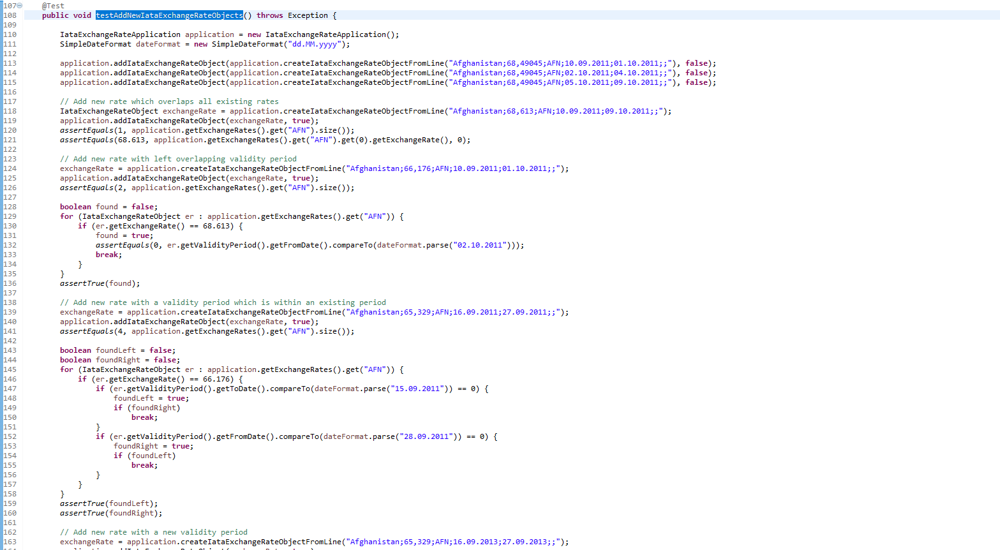 107 @Test
108 public void testAddNewIataExchangeRateObjects() throws Exception {
109
110 IataExchangeRateApplication application = new IataExchangeRateApplication();
111 SimpleDateFormat dateFormat = new SimpleDateFormat("dd.MM.yyyy");
112
113 application.addIataExchangeRateObject(application.createIataExchangeRateObjectFromLine("Afghanistan;68,49045;AFN;10.09.2011;01.10.2011;;"), false);
114 application.addIataExchangeRateObject(application.createIataExchangeRateObjectFromLine("Afghanistan;68,49045;AFN;02.10.2011;04.10.2011;;"), false);
115 application.addIataExchangeRateObject(application.createIataExchangeRateObjectFromLine("Afghanistan;68,49045;AFN;05.10.2011;09.10.2011;;"), false);
116
117 // Add new rate which overlaps all existing rates
118 IataExchangeRateObject exchangeRate = application.createIataExchangeRateObjectFromLine("Afghanistan;68,613;AFN;10.09.2011;09.10.2011;;");
119 application.addIataExchangeRateObject(exchangeRate, true);
120 assertEquals(1, application.getExchangeRates().get("AFN").size());
121 assertEquals(68.613, application.getExchangeRates().get("AFN").get(0).getExchangeRate(), 0);
122
123 // Add new rate with left overlapping validity period
124 exchangeRate = application.createIataExchangeRateObjectFromLine("Afghanistan;66,176;AFN;10.09.2011;01.10.2011;;");
125 application.addIataExchangeRateObject(exchangeRate, true);
126 assertEquals(2, application.getExchangeRates().get("AFN").size());
127
128 boolean found = false;
129 for (IataExchangeRateObject er : application.getExchangeRates().get("AFN")) {
130 if (er.getExchangeRate() == 68.613) {
131 found = true;
132 assertEquals(0, er.getValidityPeriod().getFromDate().compareTo(dateFormat.parse("02.10.2011")));
133 break;
134 }
135 }
136 assertTrue(found);
137
138 // Add new rate with a validity period which is within an existing period
139 exchangeRate = application.createIataExchangeRateObjectFromLine("Afghanistan;65,329;AFN;16.09.2011;27.09.2011;;");
140 application.addIataExchangeRateObject(exchangeRate, true);
141 assertEquals(4, application.getExchangeRates().get("AFN").size());
142
143 boolean foundLeft = false;
144 boolean foundRight = false;
145 for (IataExchangeRateObject er : application.getExchangeRates().get("AFN")) {
146 if (er.getExchangeRate() == 66.176) {
147 if (er.getValidityPeriod().getToDate().compareTo(dateFormat.parse("15.09.2011")) == 0) {
148 foundLeft = true;
149 if (foundRight)
150 break;
151 }
152 if (er.getValidityPeriod().getFromDate().compareTo(dateFormat.parse("28.09.2011")) == 0) {
153 foundRight = true;
154 if (foundLeft)
155 break;
156 }
157 }
158 }
159 assertTrue(foundLeft);
160 assertTrue(foundRight);
161
162 // Add new rate with a new validity period
163 exchangeRate = application.createIataExchangeRateObjectFromLine("Afghanistan;65,329;AFN;16.09.2013;27.09.2013;;");